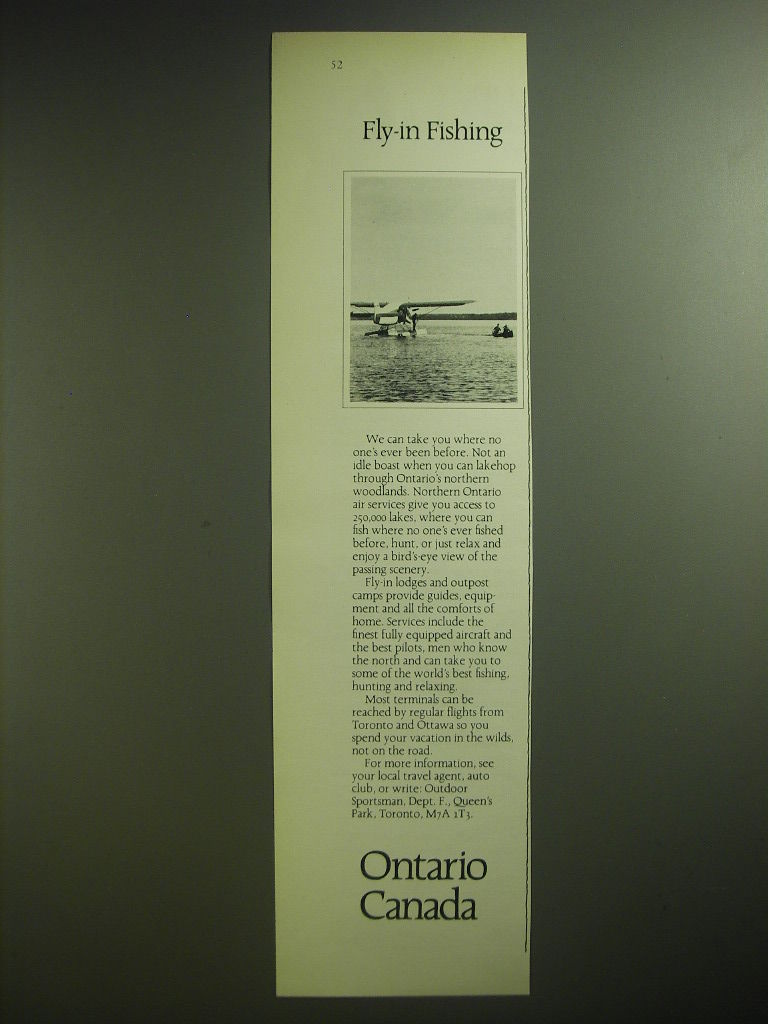 52
Fly-in Fishing
We can take you where no
one's ever been before. Not an
idle boast when you can lakehop
through Ontario's northern
woodlands. Northern Ontario
air services give you access to
250,000 lakes, where you can
fish where no one's ever fished
before, hunt, or just relax and
enjoy a bird's-eye view of the
passing scenery.
Fly-in lodges and outpost
camps provide guides, equip-
ment and all the comforts of
home. Services include the
finest fully equipped aircraft and
the best pilots, men who know
the north and can take you to
some of the world's best fishing,
hunting and relaxing.
Most terminals can be
reached by regular flights from
Toronto and Ottawa so you
spend your vacation in the wilds,
not on the road.
For more information, see
your local travel agent, auto
club, or write: Outdoor
Sportsman, Dept. F., Queen's
Park, Toronto, M7A 1T3.
Ontario
Canada